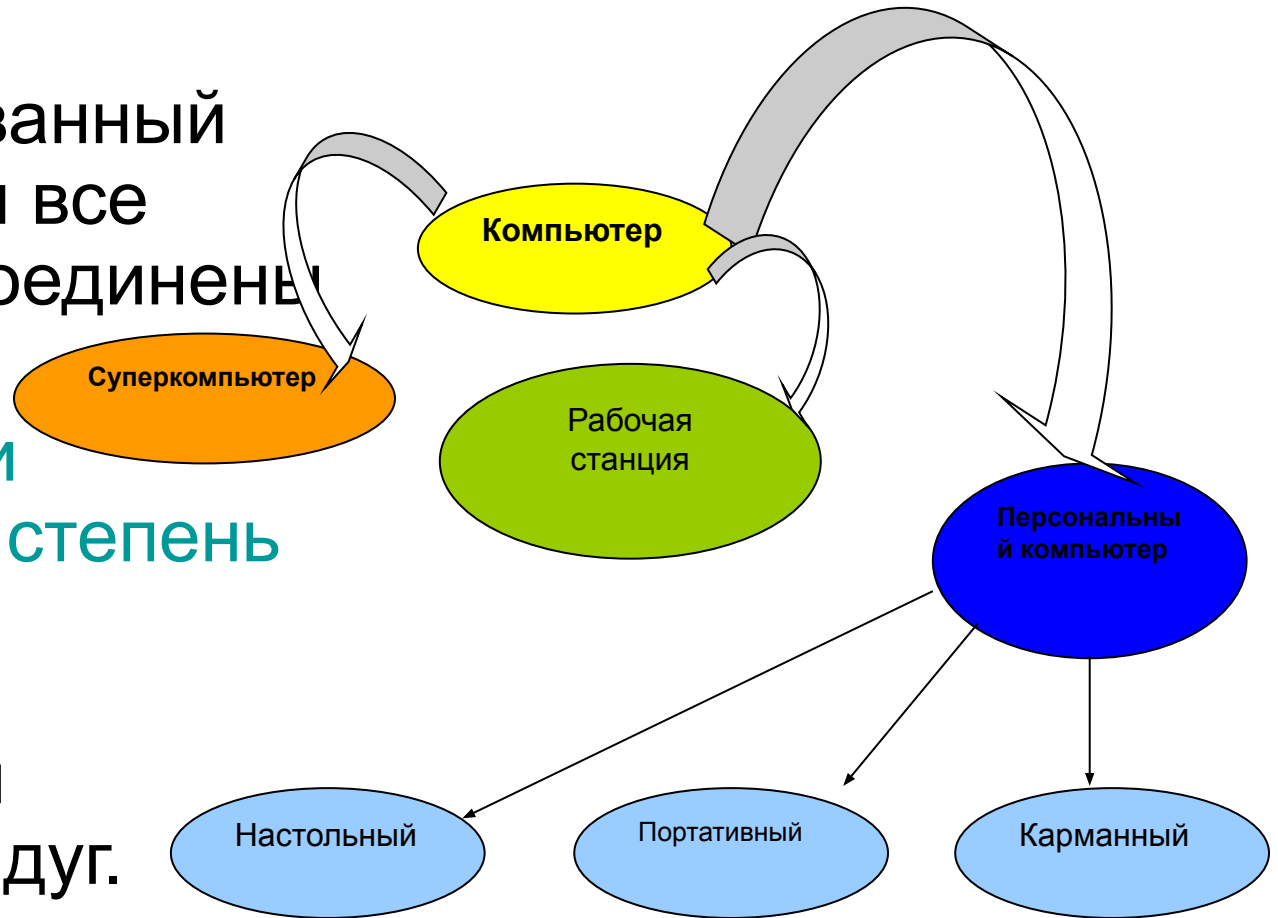 ванный
и все
оединены
и
степень
и
дуг.
Компьютер
Суперкомпьютер
Рабочая
станция
Персональны
й компьютер
Настольный
Портативный
Карманный